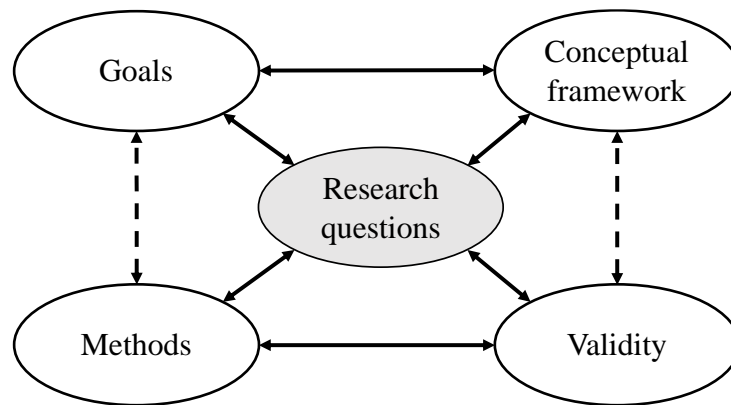 Goals
Conceptual
framework
Research
questions
Methods
Validity